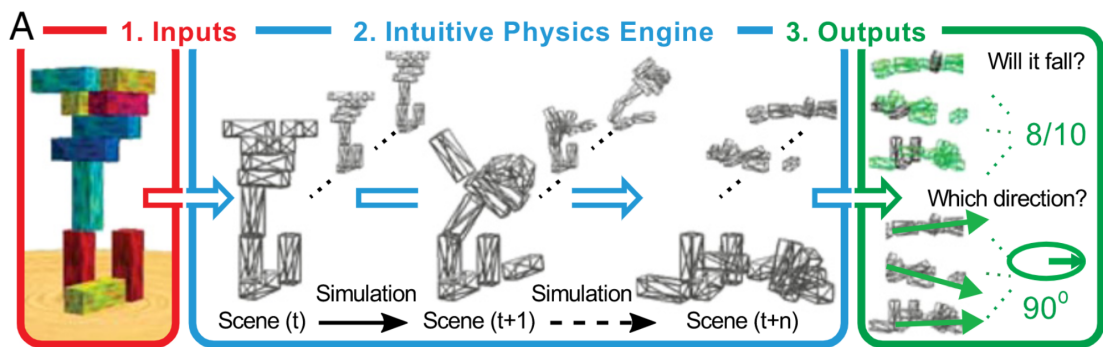 A
1. Inputs
2. Intuitive Physics Engine
3. Outputs
Will it fall?
8/10
Which direction?
90⁰
Simulation
Simulation
Scene (t)
Scene (t+1)
Scene (t+n)